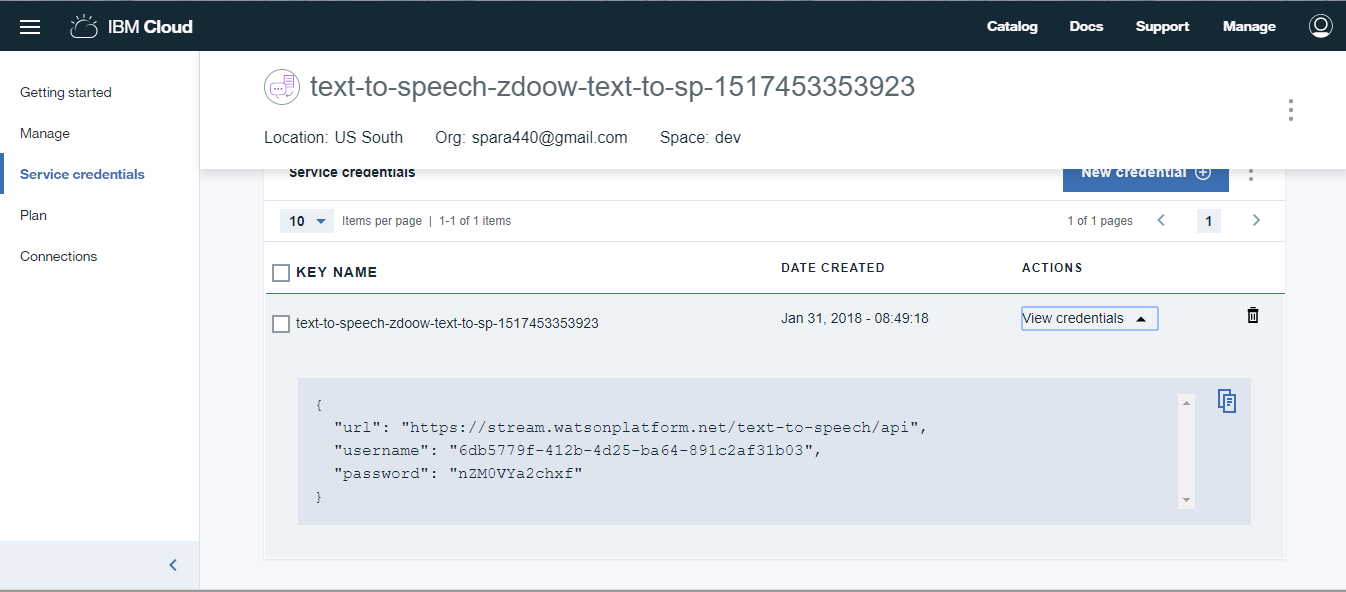 IBM Cloud
Catalog Docs Support Manage
Getting started
Manage
Service credentials
Plan
Connections
text-to-speech-zdoow-text-to-sp-1517453353923
Location: US South Org: spara440@gmail.com Space: dev
Service credentials New credential
10 Items per page | 1-1 of 1 items 1 of 1 pages 1
KEY NAME DATE CREATED ACTIONS
text-to-speech-zdoow-text-to-sp-1517453353923 Jan 31, 2018 - 08:49:18 View credentials
{
"url": "https://stream.watsonplatform.net/text-to-speech/api",
"username": "6db5779f-412b-4d25-ba64-891c2af31b03",
"password": "nZM0VYa2chxf"
}